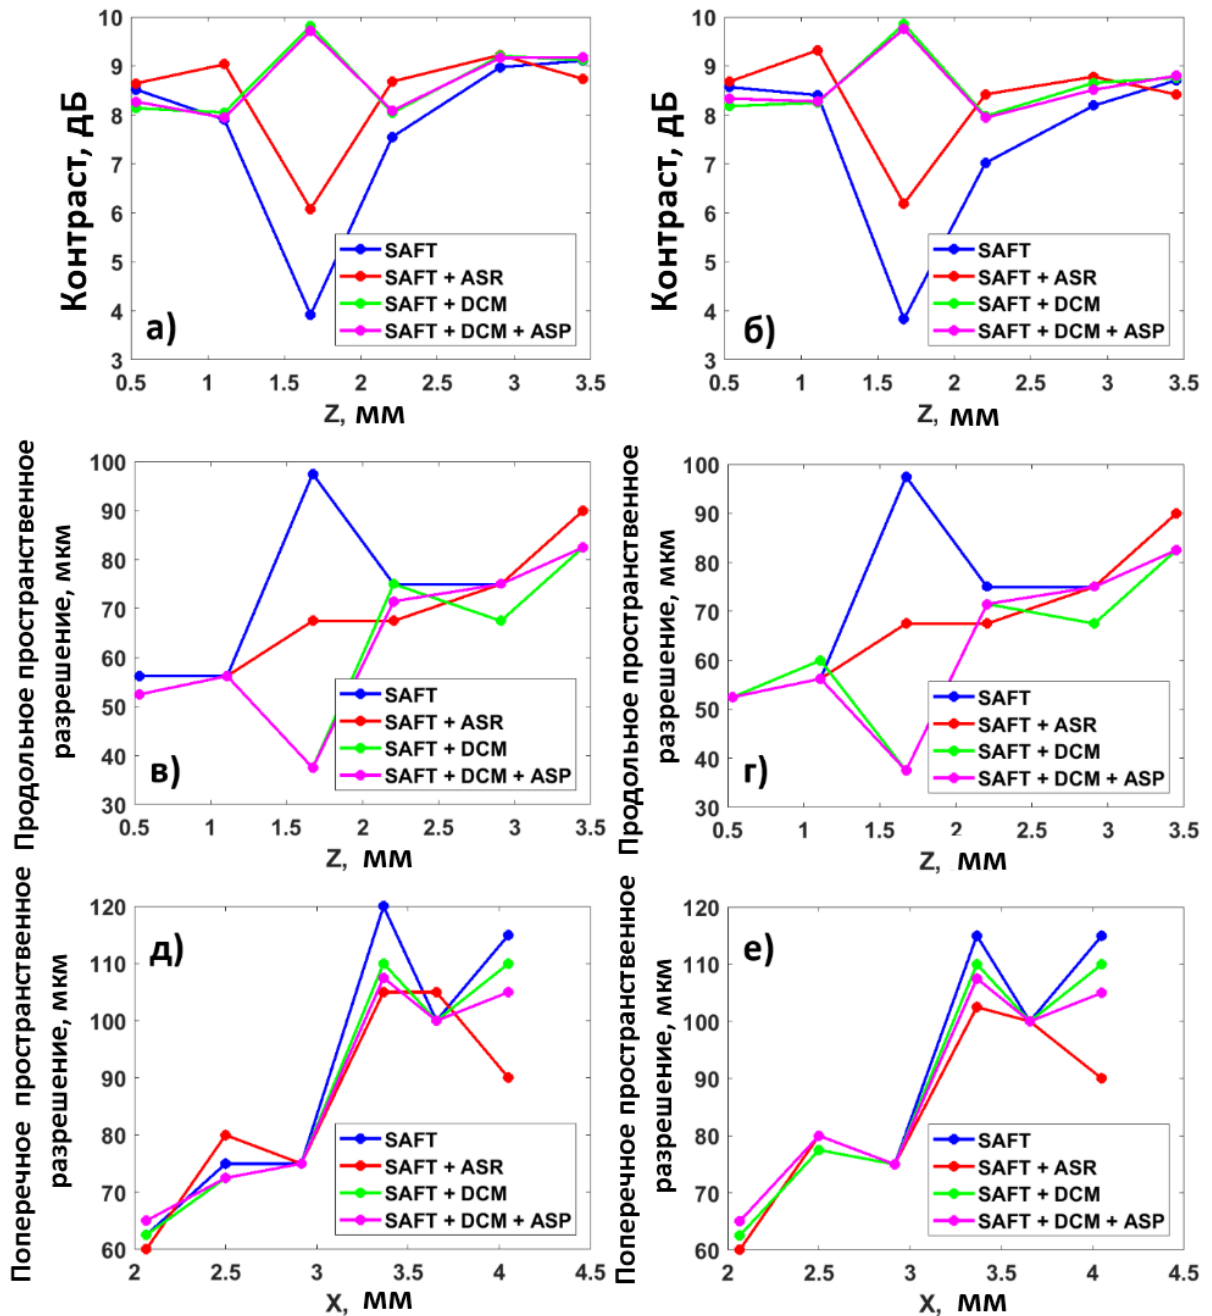 Контраст, дБ
10
9
8
7
6
5
4
3
а)
SAFT
SAFT + ASR
SAFT + DCM
SAFT + DCM + ASP
0.5 1 1.5 2 2.5 3 3.5
Z, мм
Контраст, дБ
10
9
8
7
6
5
4
3
б)
SAFT
SAFT + ASR
SAFT + DCM
SAFT + DCM + ASP
0.5 1 1.5 2 2.5 3 3.5
Z, мм
Продольное пространственное
разрешение, мкм
100
90
80
70
60
50
40
30
в)
SAFT
SAFT + ASR
SAFT + DCM
SAFT + DCM + ASP
0.5 1 1.5 2 2.5 3 3.5
Z, мм
Продольное пространственное
разрешение, мкм
100
90
80
70
60
50
40
30
г)
SAFT
SAFT + ASR
SAFT + DCM
SAFT + DCM + ASP
0.5 1 1.5 2 2.5 3 3.5
Z, мм
Поперечное пространственное
разрешение, мкм
120
110
100
90
80
70
60
д)
SAFT
SAFT + ASR
SAFT + DCM
SAFT + DCM + ASP
2 2.5 3 3.5 4 4.5
X, мм
Поперечное пространственное
разрешение, мкм
120
110
100
90
80
70
60
е)
SAFT
SAFT + ASR
SAFT + DCM
SAFT + DCM + ASP
2 2.5 3 3.5 4 4.5
X, мм